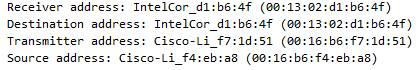 Receiver address: IntelCor_d1:b6:4f (00:13:02:d1:b6:4f)
Destination address: IntelCor_d1:b6:4f (00:13:02:d1:b6:4f)
Transmitter address: Cisco-Li_f7:1d:51 (00:16:b6:f7:1d:51)
Source address: Cisco-Li_f4:eb:a8 (00:16:b6:f4:eb:a8)